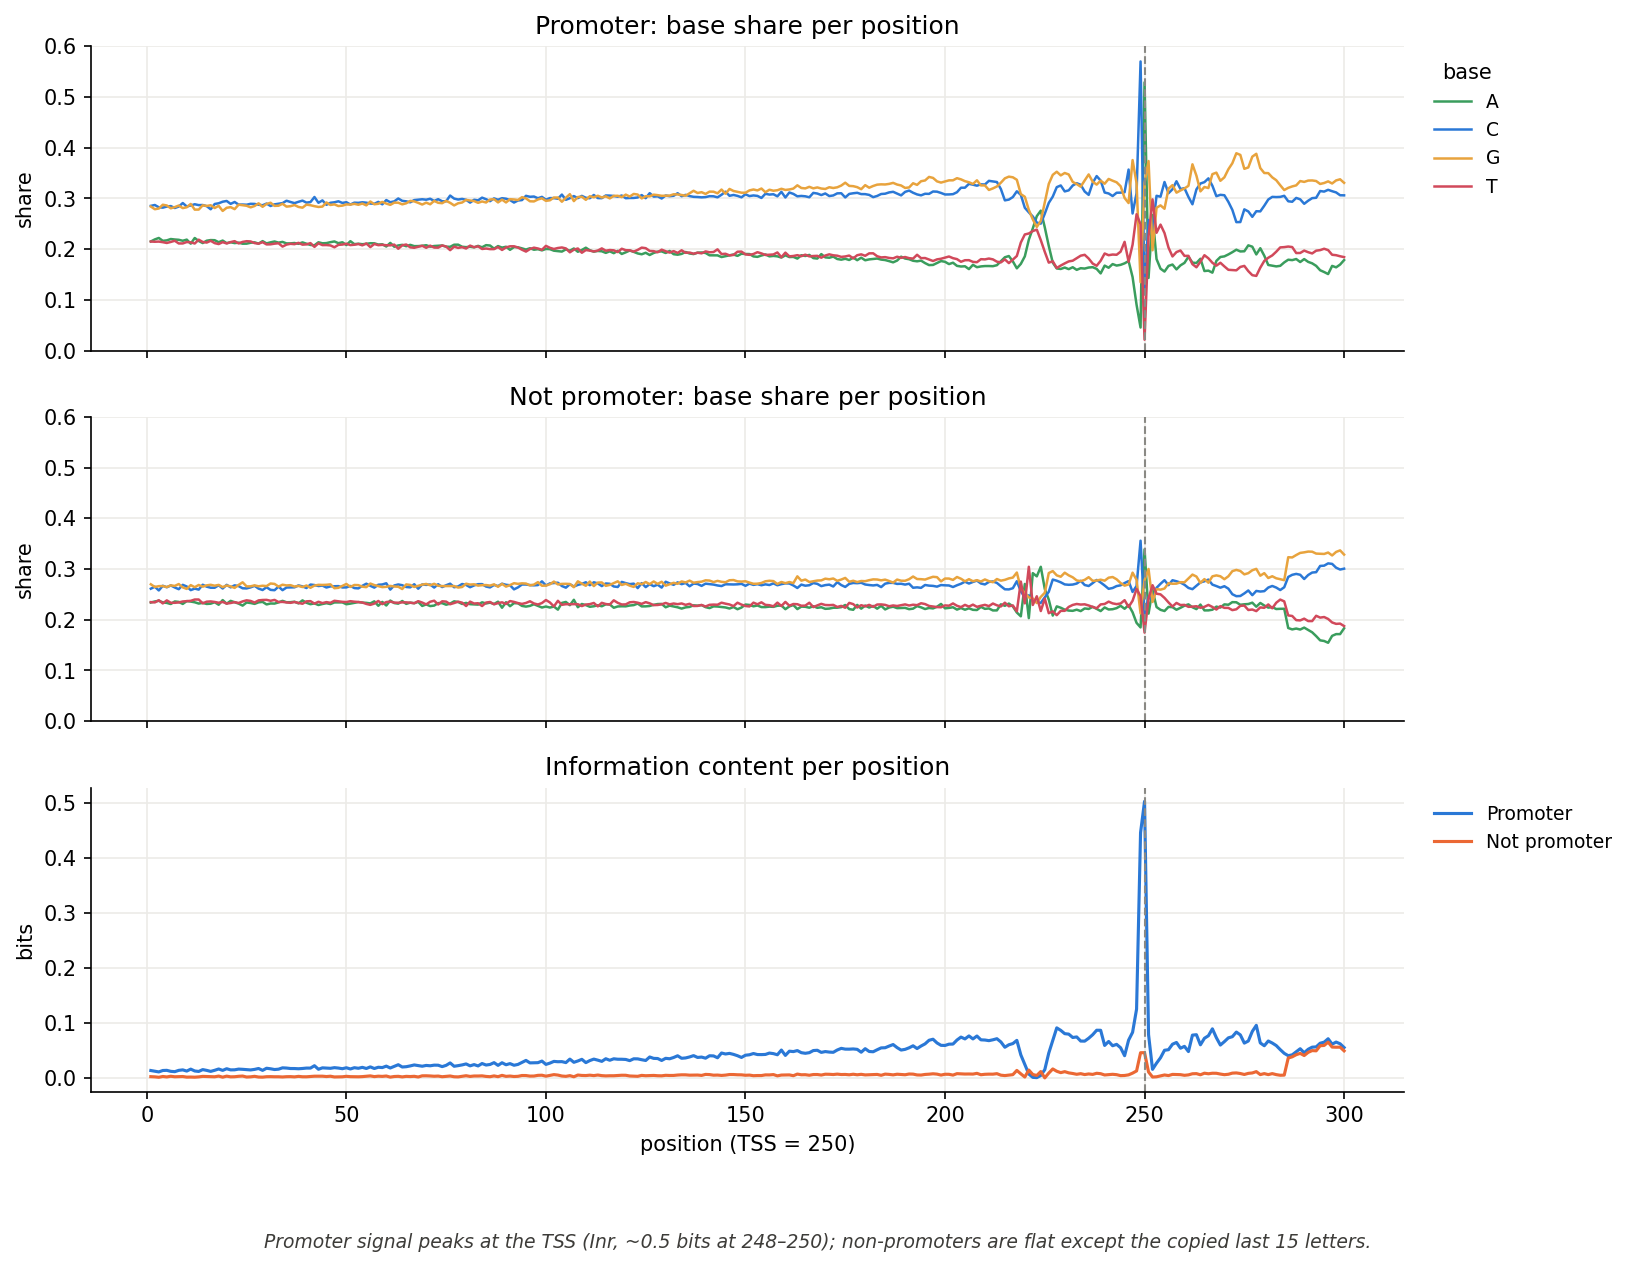 Promoter: base share per position
0.6
0.5
0.4
0.3
0.2
0.1
0.0
share
base
A
C
G
T
Not promoter: base share per position
0.6
0.5
0.4
0.3
0.2
0.1
0.0
share
Information content per position
0.5
0.4
0.3
0.2
0.1
0.0
bits
Promoter
Not promoter
0 50 100 150 200 250 300
position (TSS = 250)
Promoter signal peaks at the TSS (Inr, ~0.5 bits at 248–250); non-promoters are flat except the copied last 15 letters.